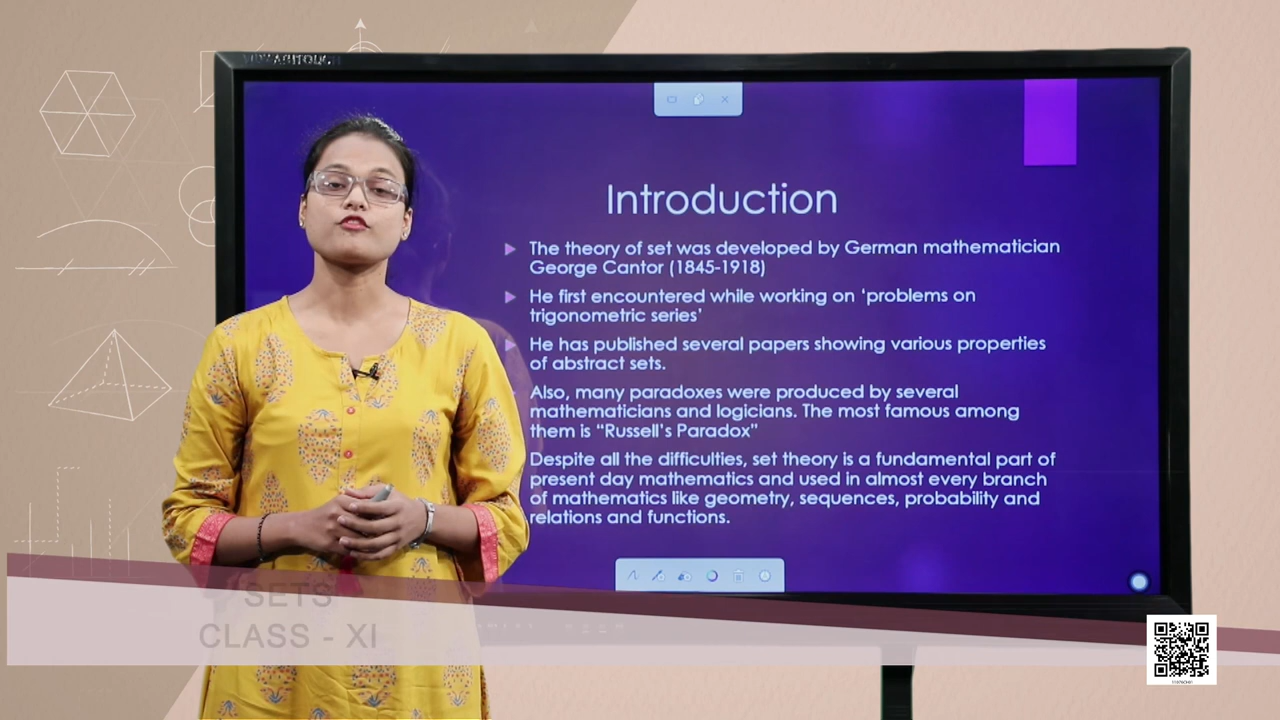 Introduction
The theory of set was developed by German mathematician
George Cantor (1845-1918)
He first encountered while working on ‘problems on
trigonometric series’
He has published several papers showing various properties
of abstract sets.
Also, many paradoxes were produced by several
mathematicians and logicians. The most famous among
them is “Russell’s Paradox”
Despite all the difficulties, set theory is a fundamental part of
present day mathematics and used in almost every branch
of mathematics like geometry, sequences, probability and
relations and functions.
SETS
CLASS - XI